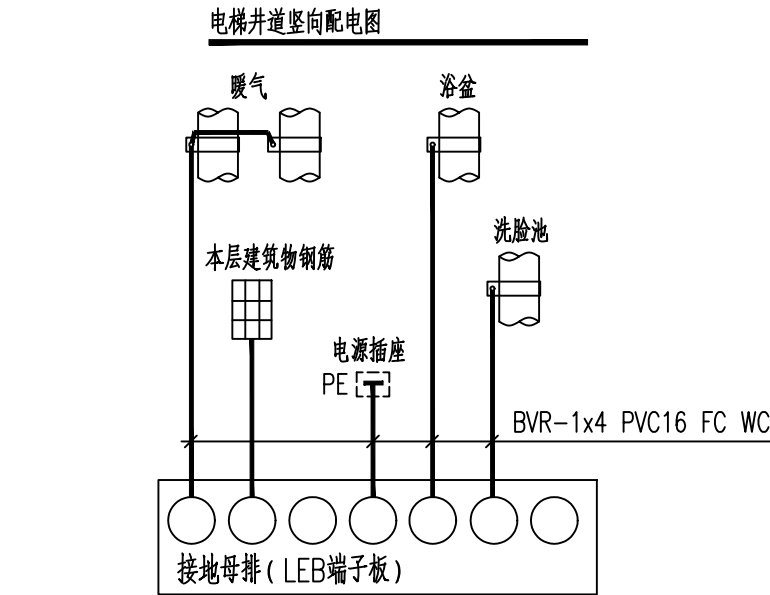 电梯井道竖向配电图
暖气
浴盆
洗脸池
本层建筑物钢筋
电源插座
PE
BVR-1x4 PVC16 FC WC
接地母排(LEB端子板)